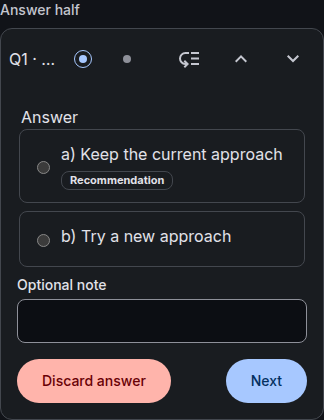 Answer half
Q1 · ...
Answer
a) Keep the current approach
Recommendation
b) Try a new approach
Optional note
Discard answer
Next